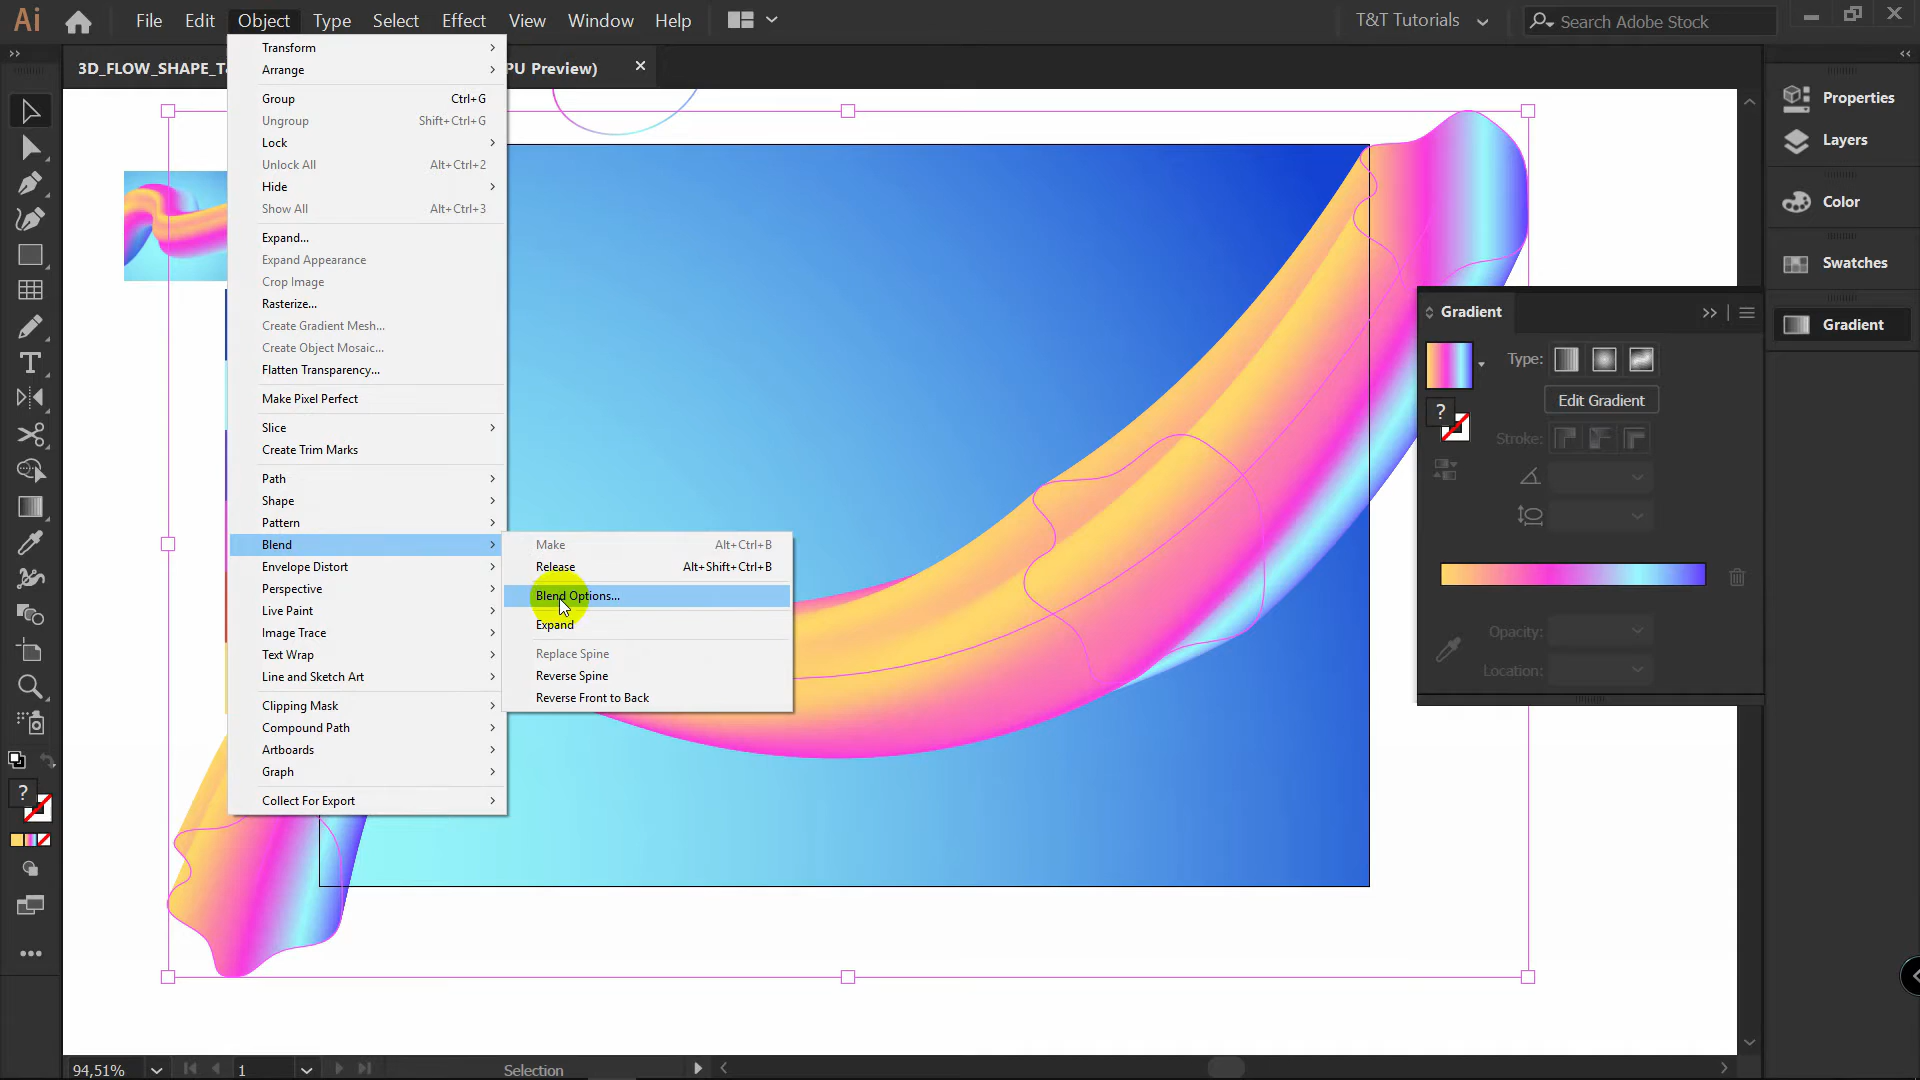 Ai File Edit Object Type Select Effect View Window Help T&T Tutorials Search Adobe Stock
3D_FLOW_SHAPE_T PU Preview)
Transform
Arrange
Group Ctrl+G
Ungroup Shift+Ctrl+G
Lock
Unlock All Alt+Ctrl+2
Hide
Show All Alt+Ctrl+3
Expand...
Expand Appearance
Crop Image
Rasterize...
Create Gradient Mesh...
Create Object Mosaic...
Flatten Transparency...
Make Pixel Perfect
Slice
Create Trim Marks
Path
Shape
Pattern
Blend
Envelope Distort
Perspective
Live Paint
Image Trace
Text Wrap
Line and Sketch Art
Clipping Mask
Compound Path
Artboards
Graph
Collect For Export
Make Alt+Ctrl+B
Release Alt+Shift+Ctrl+B
Blend Options...
Expand
Replace Spine
Reverse Spine
Reverse Front to Back
Gradient
Type:
Edit Gradient
?
Stroke:
Opacity:
Location:
Properties
Layers
Color
Swatches
Gradient
T
?
94,51% 1 Selection